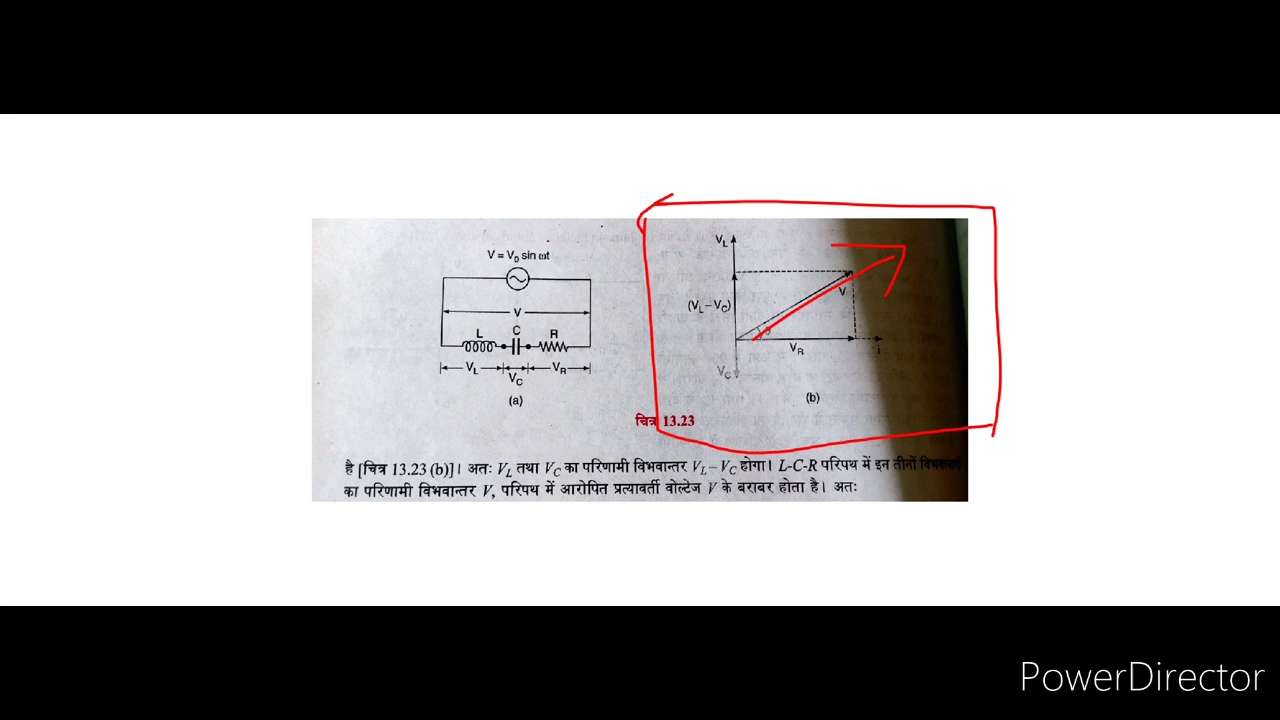 V = V₀ sin ωt
V
L C R
V_L V_C V_R
(a)
V_L
(V_L–V_C)
V
V_R
i
V_C
(b)
चित्र 13.23
है [चित्र 13.23 (b)]। अतः V_L तथा V_C का परिणामी विभवान्तर V_L – V_C होगा। L-C-R परिपथ में इन तीनों
का परिणामी विभवान्तर V, परिपथ में आरोपित प्रत्यावर्ती वोल्टेज V के बराबर होता है। अतः
PowerDirector